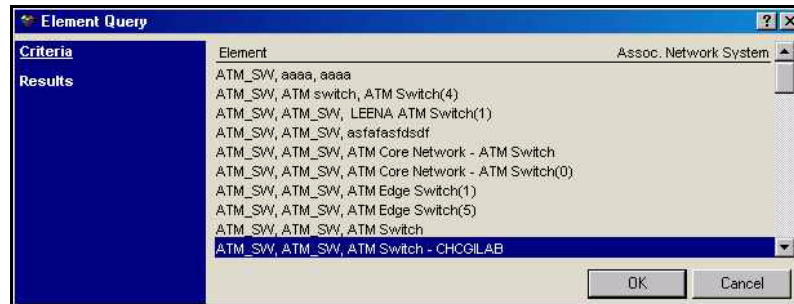 Element Query
Criteria
Results
Element Assoc. Network System
ATM_SW, aaaa, aaaa
ATM_SW, ATM switch, ATM Switch(4)
ATM_SW, ATM_SW, LEENA ATM Switch(1)
ATM_SW, ATM_SW, asfafasfdsdf
ATM_SW, ATM_SW, ATM Core Network - ATM Switch
ATM_SW, ATM_SW, ATM Core Network - ATM Switch(0)
ATM_SW, ATM_SW, ATM Edge Switch(1)
ATM_SW, ATM_SW, ATM Edge Switch(5)
ATM_SW, ATM_SW, ATM Switch
ATM_SW, ATM_SW, ATM Switch - CHCGILAB
OK Cancel